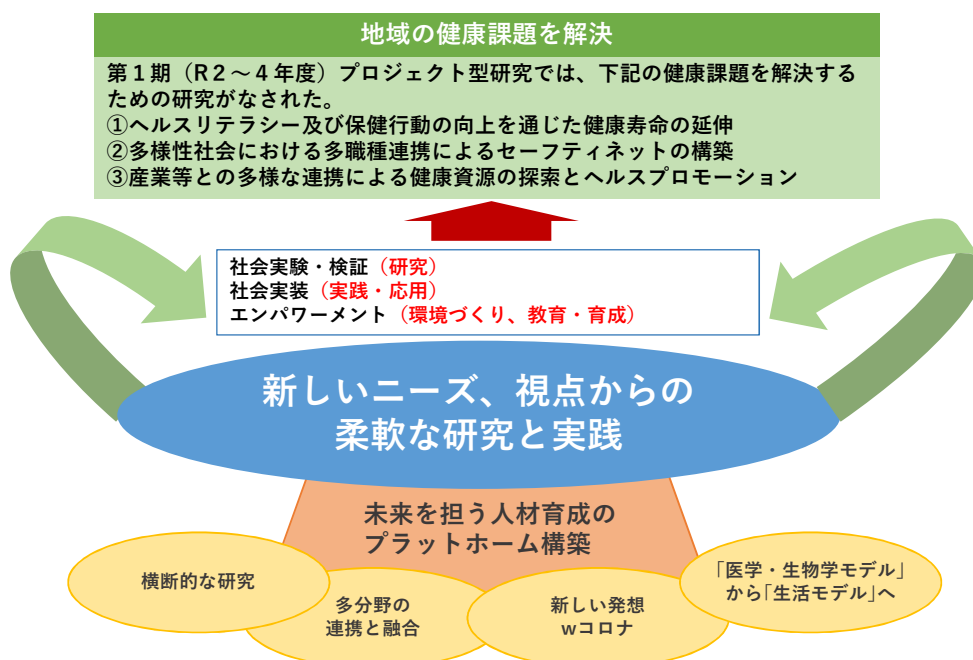 地域の健康課題を解決
第１期（R２～４年度）プロジェクト型研究では、下記の健康課題を解決する
ための研究がなされた。
①ヘルスリテラシー及び保健行動の向上を通じた健康寿命の延伸
②多様性社会における多職種連携によるセーフティネットの構築
③産業等との多様な連携による健康資源の探索とヘルスプロモーション
社会実験・検証（研究）
社会実装（実践・応用）
エンパワーメント（環境づくり、教育・育成）
新しいニーズ、視点からの
柔軟な研究と実践
未来を担う人材育成の
プラットホーム構築
横断的な研究
多分野の
連携と融合
新しい発想
wコロナ
「医学・生物学モデル」
から「生活モデル」へ